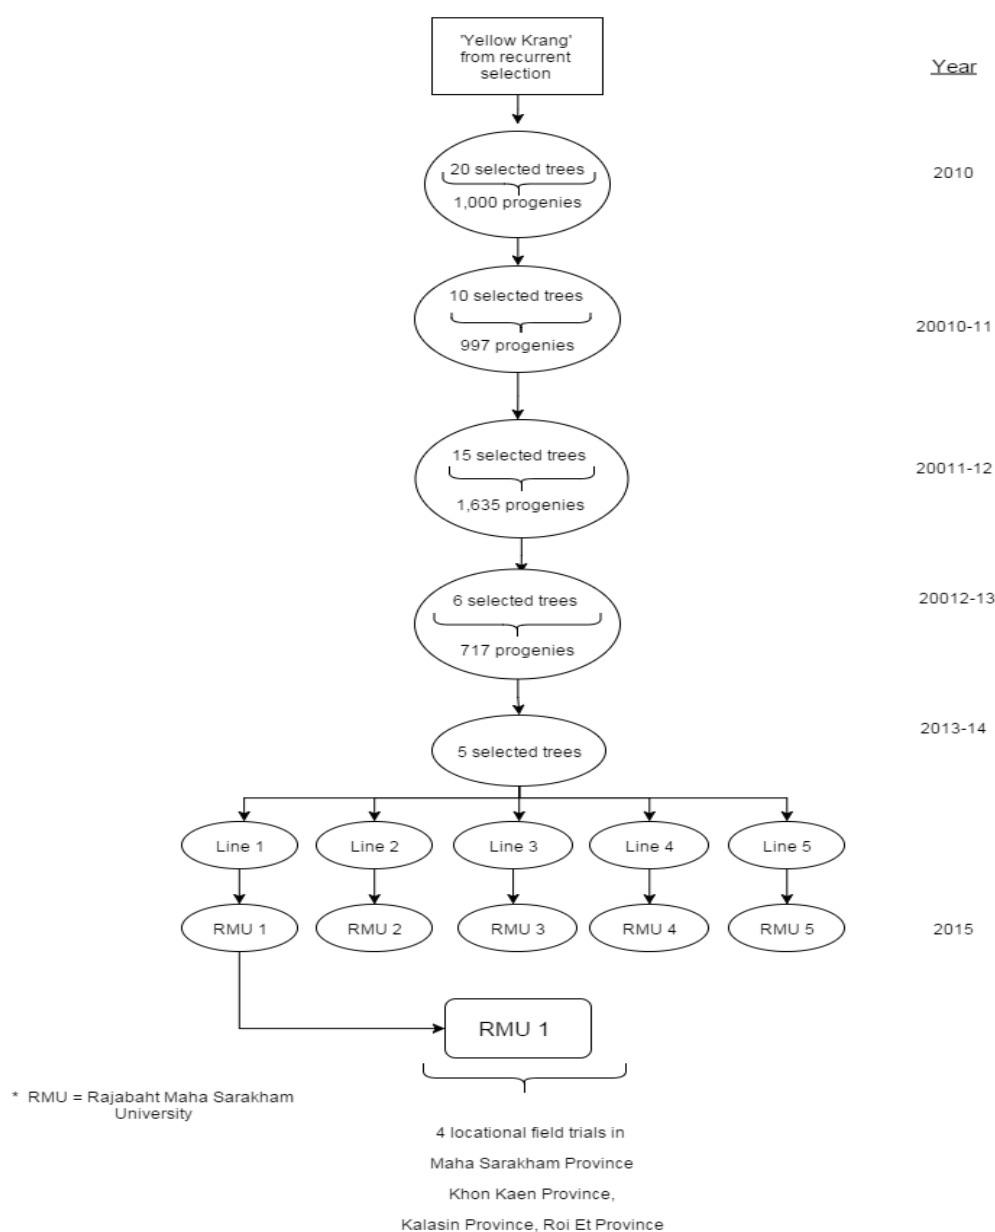 'Yellow Krang'
from recurrent
selection
Year
20 selected trees
1,000 progenies
2010
10 selected trees
997 progenies
20010-11
15 selected trees
1,635 progenies
20011-12
6 selected trees
717 progenies
20012-13
5 selected trees
2013-14
Line 1
Line 2
Line 3
Line 4
Line 5
RMU 1
RMU 2
RMU 3
RMU 4
RMU 5
2015
RMU 1
* RMU = Rajabaht Maha Sarakham
University
4 locational field trials in
Maha Sarakham Province
Khon Kaen Province,
Kalasin Province, Roi Et Province